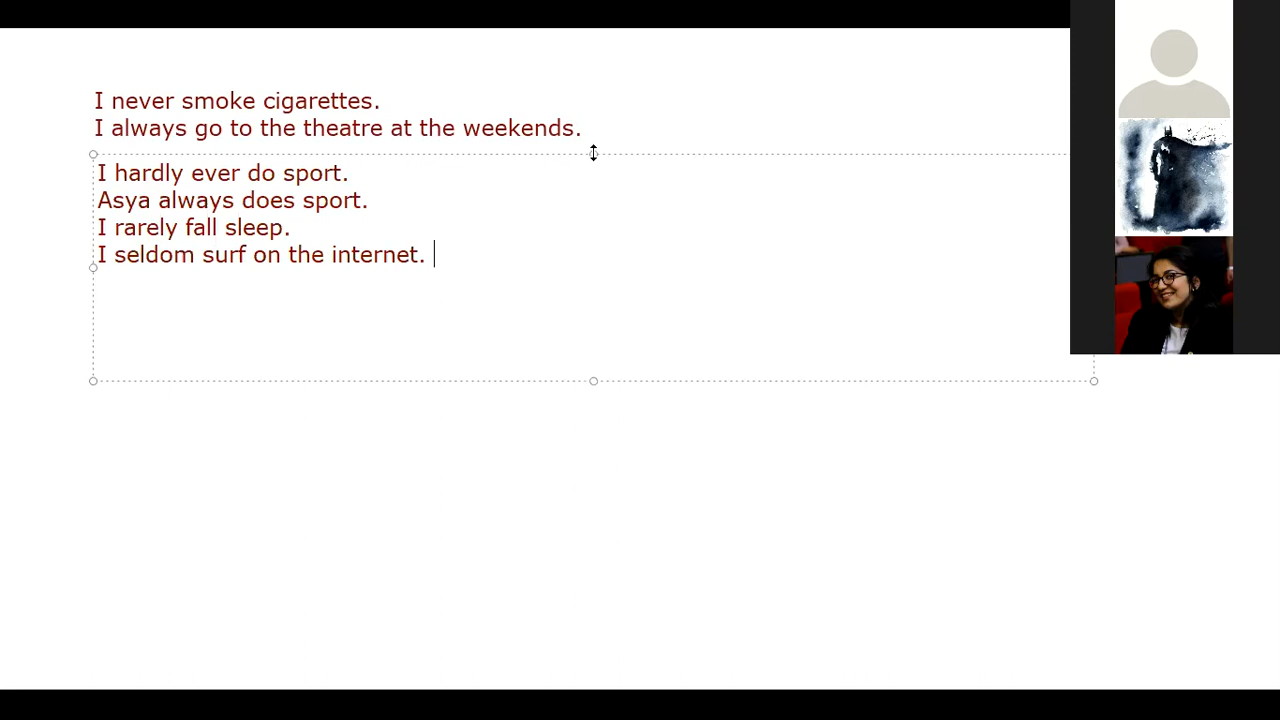 I never smoke cigarettes.
I always go to the theatre at the weekends.
I hardly ever do sport.
Asya always does sport.
I rarely fall sleep.
I seldom surf on the internet.